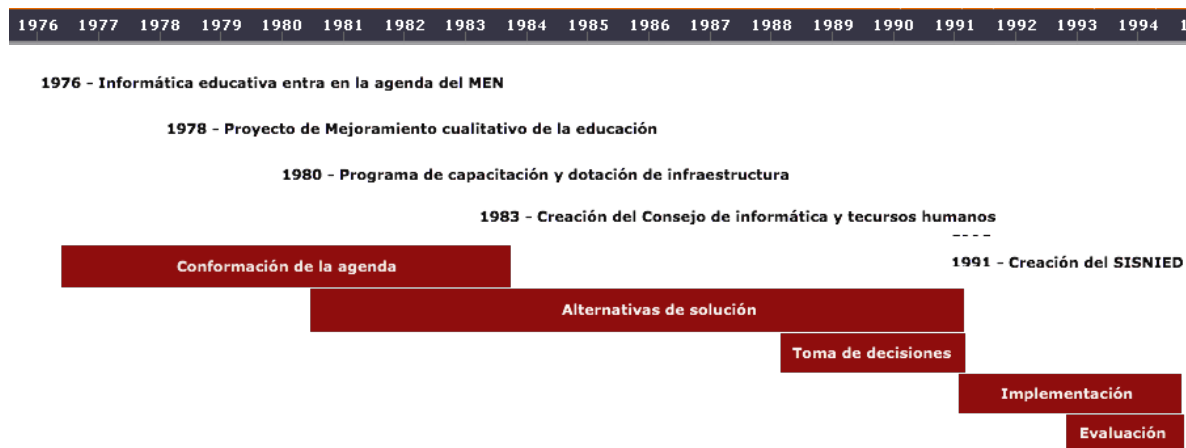 1976 1977 1978 1979 1980 1981 1982 1983 1984 1985 1986 1987 1988 1989 1990 1991 1992 1993 1994 1
1976 - Informática educativa entra en la agenda del MEN
1978 - Proyecto de Mejoramiento cualitativo de la educación
1980 - Programa de capacitación y dotación de infraestructura
1983 - Creación del Consejo de informática y tecursos humanos
1991 - Creación del SISNIED
Conformación de la agenda
Alternativas de solución
Toma de decisiones
Implementación
Evaluación